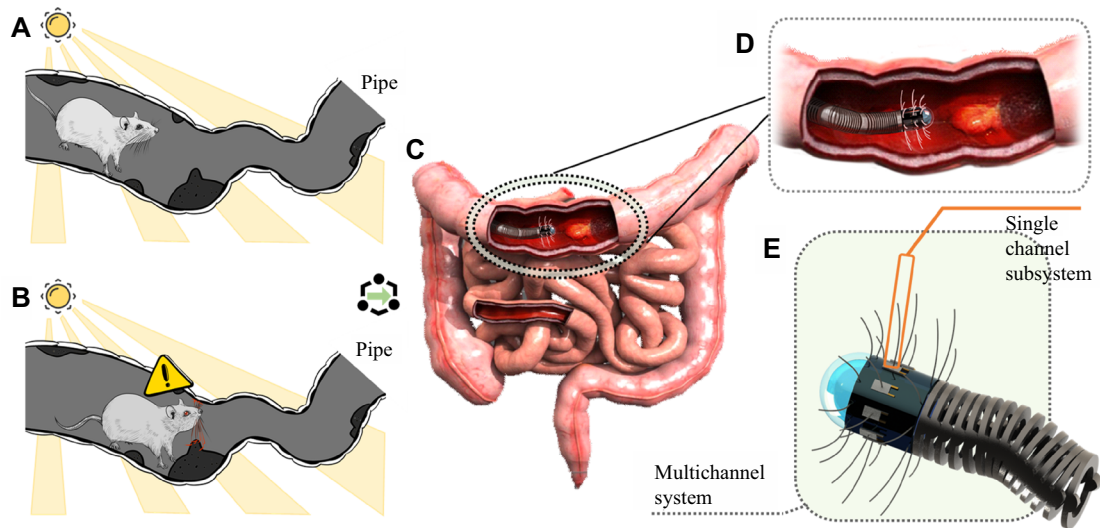 A
Pipe
B
Pipe
C
D
E
Single
channel
subsystem
Multichannel
system